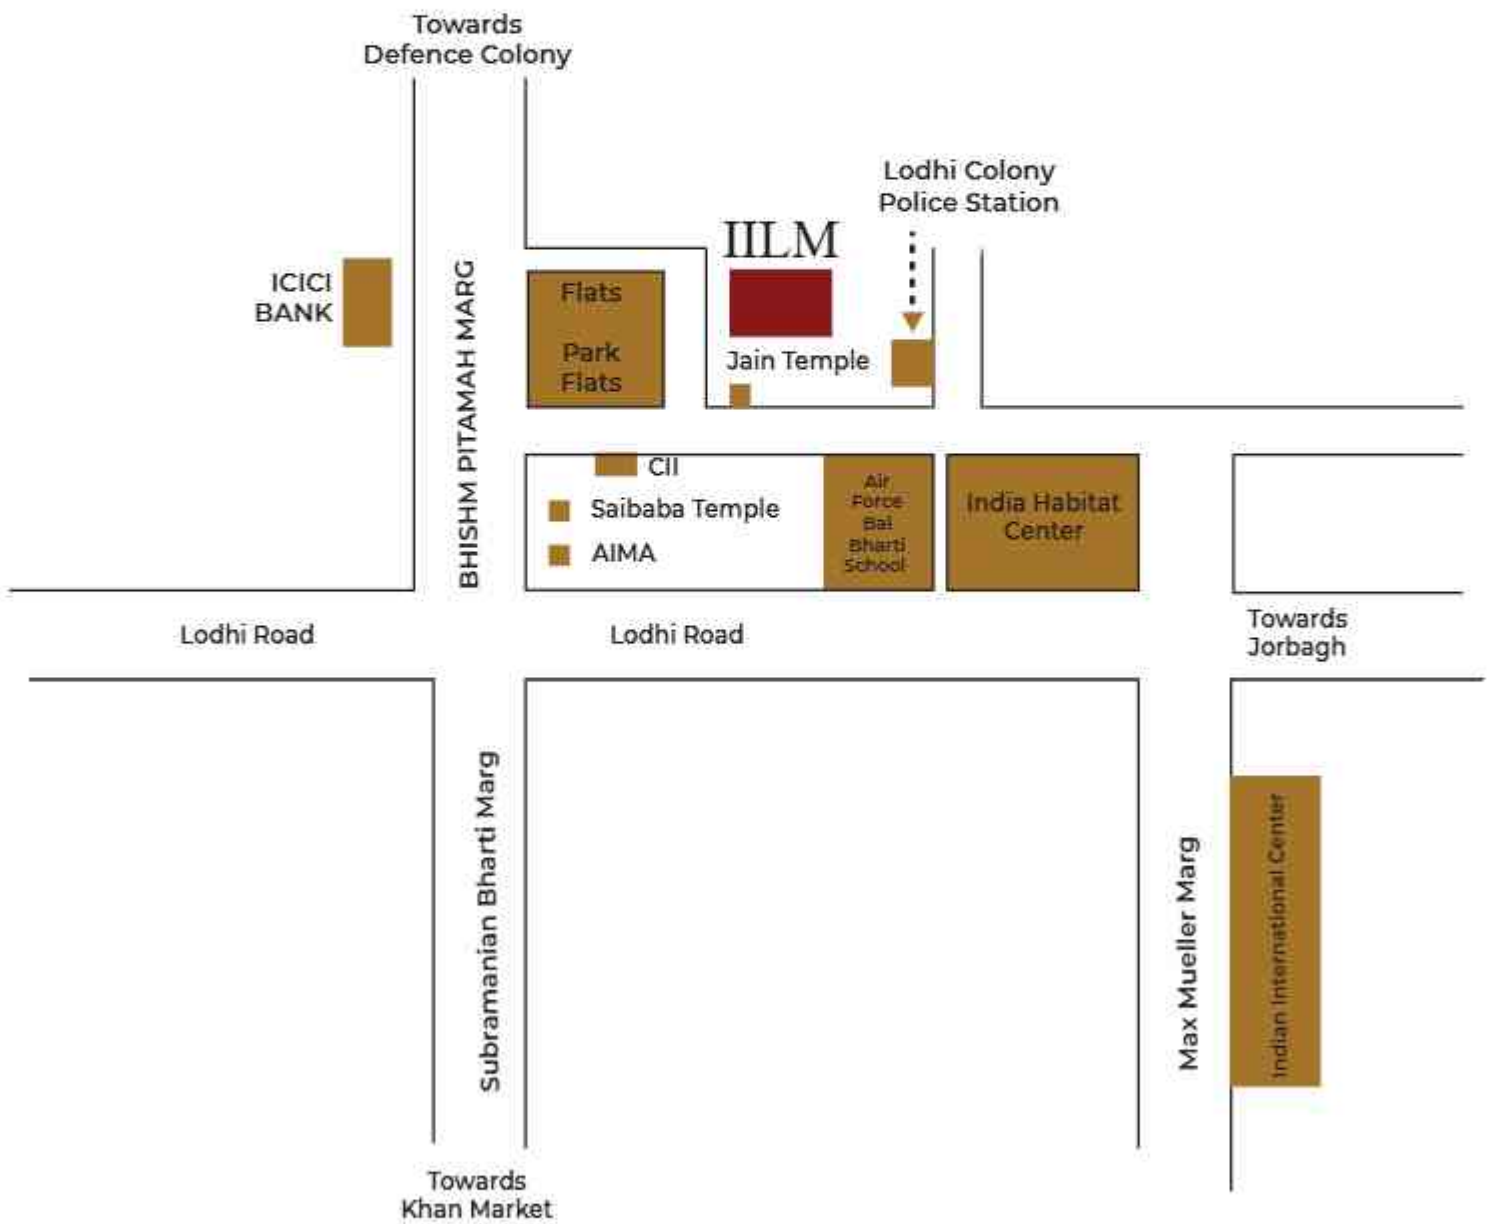 Towards
Defence Colony
Lodhi Colony
Police Station
IILM
ICICI
BANK
BHISHM PITAMAH MARG
Flats
Park
Flats
Jain Temple
CII
Saibaba Temple
AIMA
Air
Force
Bal
Bharti
School
India Habitat
Center
Lodhi Road
Lodhi Road
Towards
Jorbagh
Subramanian Bharti Marg
Max Mueller Marg
Indian International Center
Towards
Khan Market